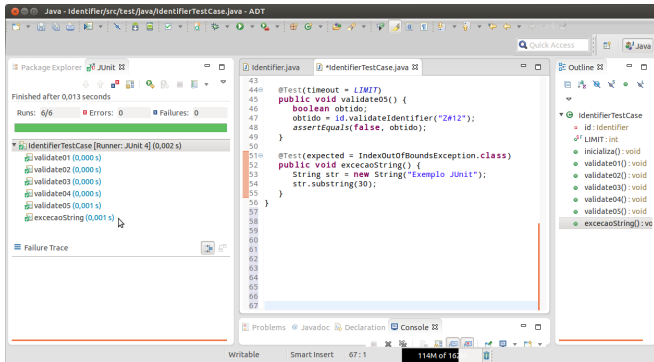 Java - Identifier/src/test/java/IdentifierTestCase.java - ADT
Quick Access
Java
Package Explorer JUnit
Finished after 0,013 seconds
Runs: 6/6 Errors: 0 Failures: 0
IdentifierTestCase [Runner: JUnit 4] (0,002 s)
validate01 (0,000 s)
validate02 (0,000 s)
validate03 (0,000 s)
validate04 (0,000 s)
validate05 (0,001 s)
excecaoString (0,001 s)
Failure Trace
Identifier.java *IdentifierTestCase.java
43
44 @Test(timeout = LIMIT)
45 public void validate05() {
46 boolean obtido;
47 obtido = id.validateIdentifier("Z#12");
48 assertEquals(false, obtido);
49 }
50
51 @Test(expected = IndexOutOfBoundsException.class)
52 public void excecaoString() {
53 String str = new String("Exemplo JUnit");
54 str.substring(30);
55 }
56 }
57
58
59
60
61
62
63
64
65
66
67
Outline
IdentifierTestCase
id : Identifier
LIMIT : int
inicializa() : void
validate01() : void
validate02() : void
validate03() : void
validate04() : void
validate05() : void
excecaoString() : vo
Problems Javadoc Declaration Console
Writable Smart Insert 67 : 1 114M of 162